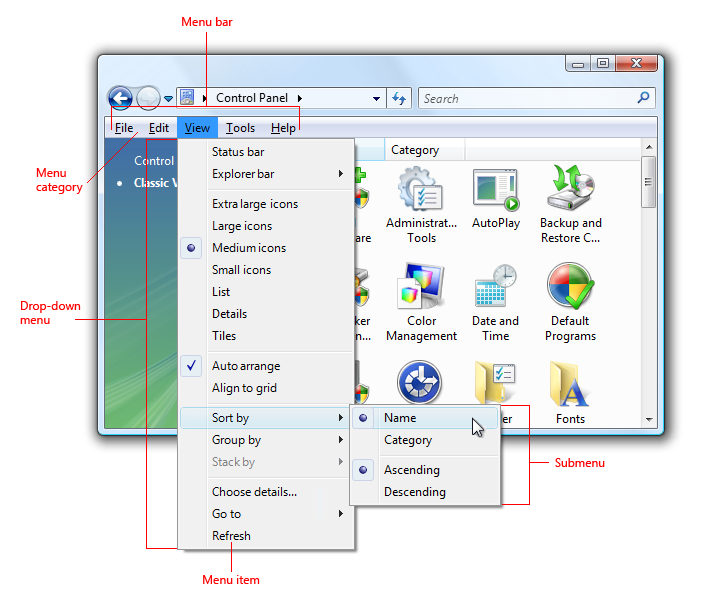 Menu bar
Control Panel
Search
File Edit View Tools Help
Menu
category
Drop-down
menu
Control
Classic V
Status bar
Explorer bar
Extra large icons
Large icons
Medium icons
Small icons
List
Details
Tiles
Auto arrange
Align to grid
Sort by
Group by
Stack by
Choose details...
Go to
Refresh
Category
are
Administrat...
Tools
AutoPlay
Backup and
Restore C...
ker
n...
Color
Management
Date and
Time
Default
Programs
er
Fonts
Name
Category
Ascending
Descending
Submenu
Menu item